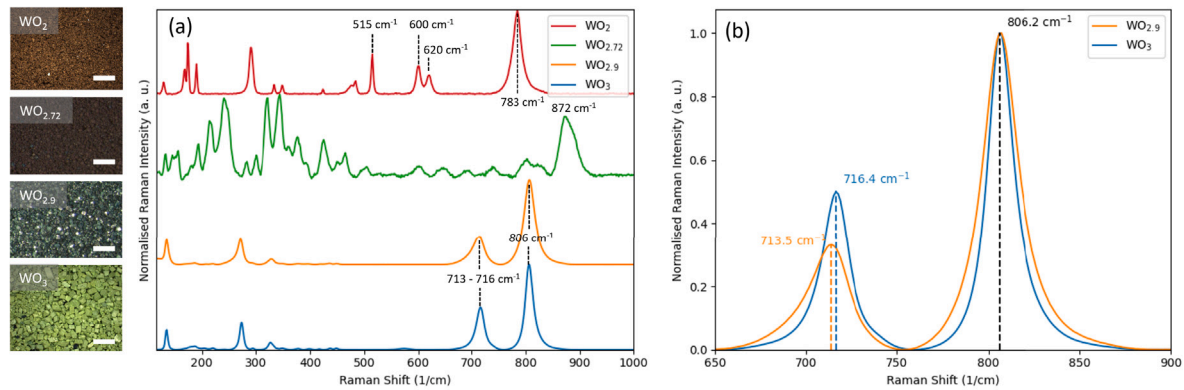 WO₂
WO₂.₇₂
WO₂.₉
WO₃
(a)
515 cm⁻¹
600 cm⁻¹
620 cm⁻¹
783 cm⁻¹
872 cm⁻¹
806 cm⁻¹
713 - 716 cm⁻¹
WO₂
WO₂.₇₂
WO₂.₉
WO₃
Normalised Raman Intensity (a. u.)
200 300 400 500 600 700 800 900 1000
Raman Shift (1/cm)
(b)
806.2 cm⁻¹
716.4 cm⁻¹
713.5 cm⁻¹
WO₂.₉
WO₃
Normalised Raman Intensity (a. u.)
1.0
0.8
0.6
0.4
0.2
0.0
650 700 750 800 850 900
Raman Shift (1/cm)